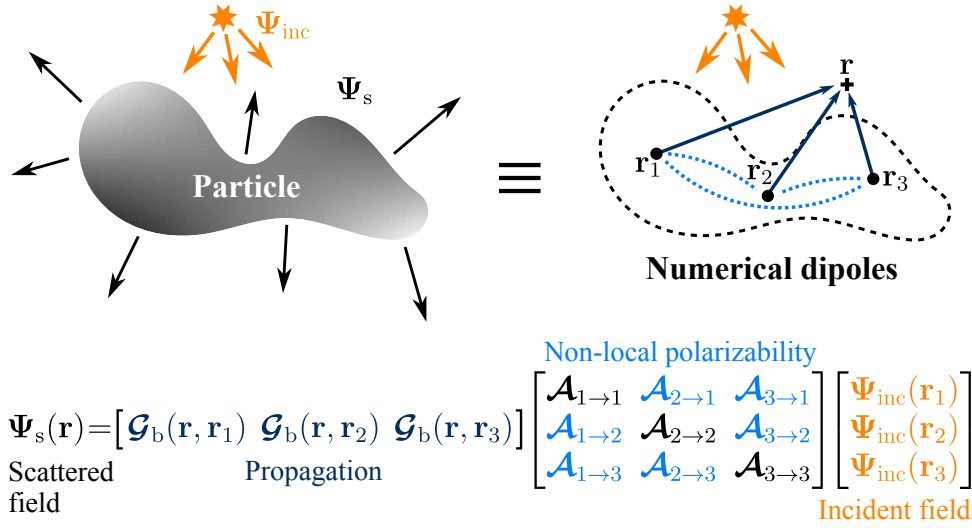 Ψ_inc
Ψ_s
Particle
≡
r
r_1
r_2
r_3
Numerical dipoles
Non-local polarizability
Ψ_s(r)=[𝓖_b(r, r_1) 𝓖_b(r, r_2) 𝓖_b(r, r_3)]
[𝓐_{1→1} 𝓐_{2→1} 𝓐_{3→1}] [Ψ_inc(r_1)]
[𝓐_{1→2} 𝓐_{2→2} 𝓐_{3→2}] [Ψ_inc(r_2)]
[𝓐_{1→3} 𝓐_{2→3} 𝓐_{3→3}] [Ψ_inc(r_3)]
Scattered
field
Propagation
Incident field